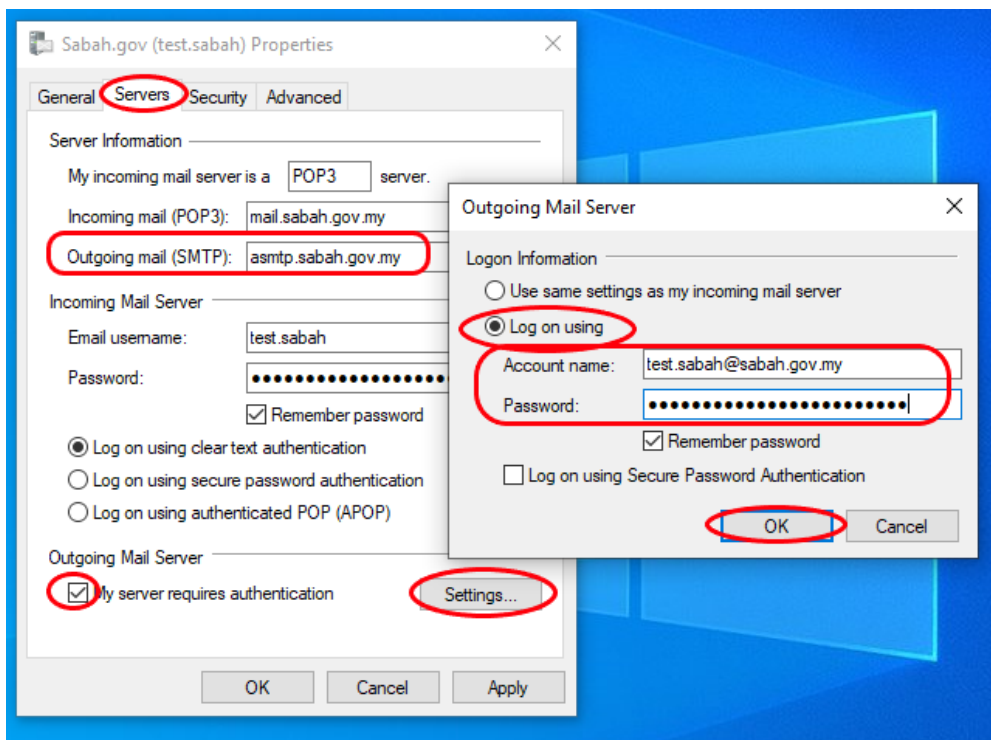 Sabah.gov (test.sabah) Properties
General Servers Security Advanced
Server Information
My incoming mail server is a POP3 server.
Incoming mail (POP3): mail.sabah.gov.my
Outgoing mail (SMTP): asmtp.sabah.gov.my
Incoming Mail Server
Email username: test.sabah
Password: ●●●●●●●●●●●●●●●●●●●
Remember password
Log on using clear text authentication
Log on using secure password authentication
Log on using authenticated POP (APOP)
Outgoing Mail Server
My server requires authentication Settings...
OK Cancel Apply
Outgoing Mail Server
Logon Information
Use same settings as my incoming mail server
Log on using
Account name: test.sabah@sabah.gov.my
Password: ●●●●●●●●●●●●●●●●●●●●●●●●
Remember password
Log on using Secure Password Authentication
OK Cancel